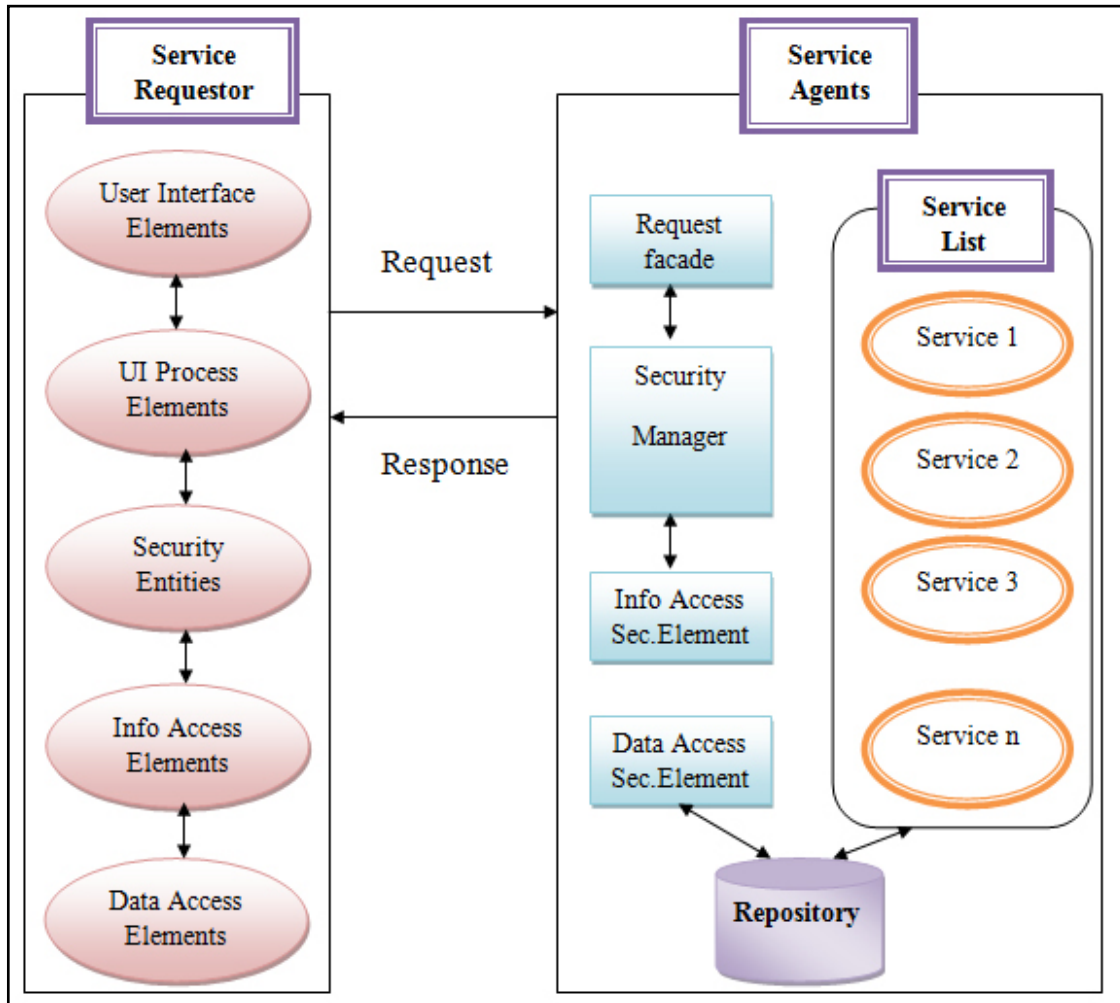 Service
Requestor
User Interface
Elements
UI Process
Elements
Security
Entities
Info Access
Elements
Data Access
Elements
Request
Response
Service
Agents
Request
facade
Security
Manager
Info Access
Sec.Element
Data Access
Sec.Element
Service
List
Service 1
Service 2
Service 3
Service n
Repository